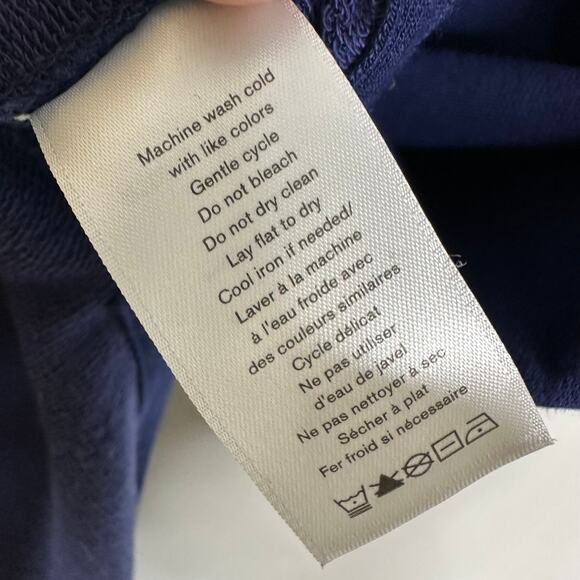 Machine wash cold
with like colors
Gentle cycle
Do not bleach
Do not dry clean
Lay flat to dry
Cool iron if needed/
Laver à la machine
à l'eau froide avec
des couleurs similaires
Cycle délicat
Ne pas utiliser
d'eau de javel
Ne pas nettoyer à sec
Sécher à plat
Fer froid si nécessaire